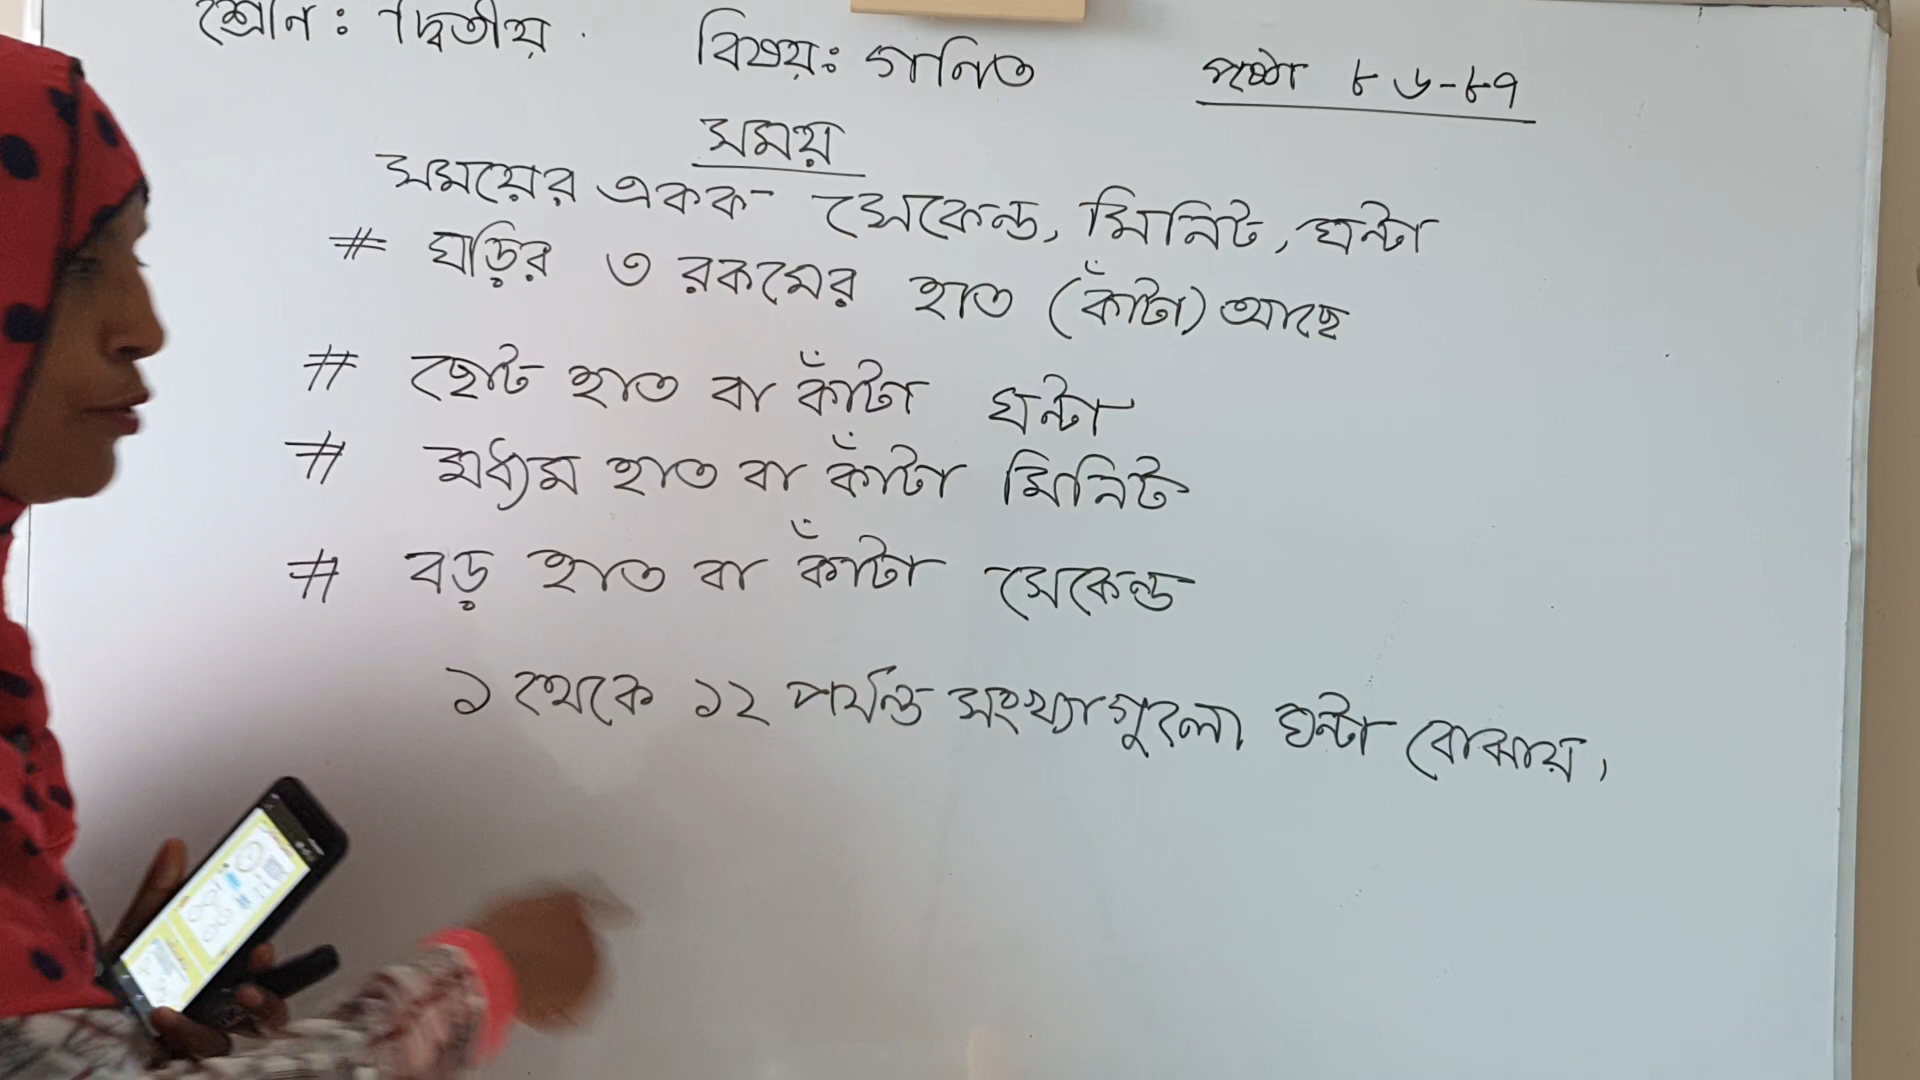 শ্রেণি: দ্বিতীয় বিষয়: গনিত পৃষ্ঠা ৮৬-৮৭
সময়
সময়ের একক - সেকেন্ড, মিনিট, ঘন্টা
# ঘড়ির ৩ রকমের হাত (কাঁটা) আছে
# ছোট হাত বা কাঁটা ঘন্টা
# মধ্যম হাত বা কাঁটা মিনিট
# বড় হাত বা কাঁটা সেকেন্ড
১ থেকে ১২ পর্যন্ত সংখ্যাগুলো ঘন্টা বোঝায়।